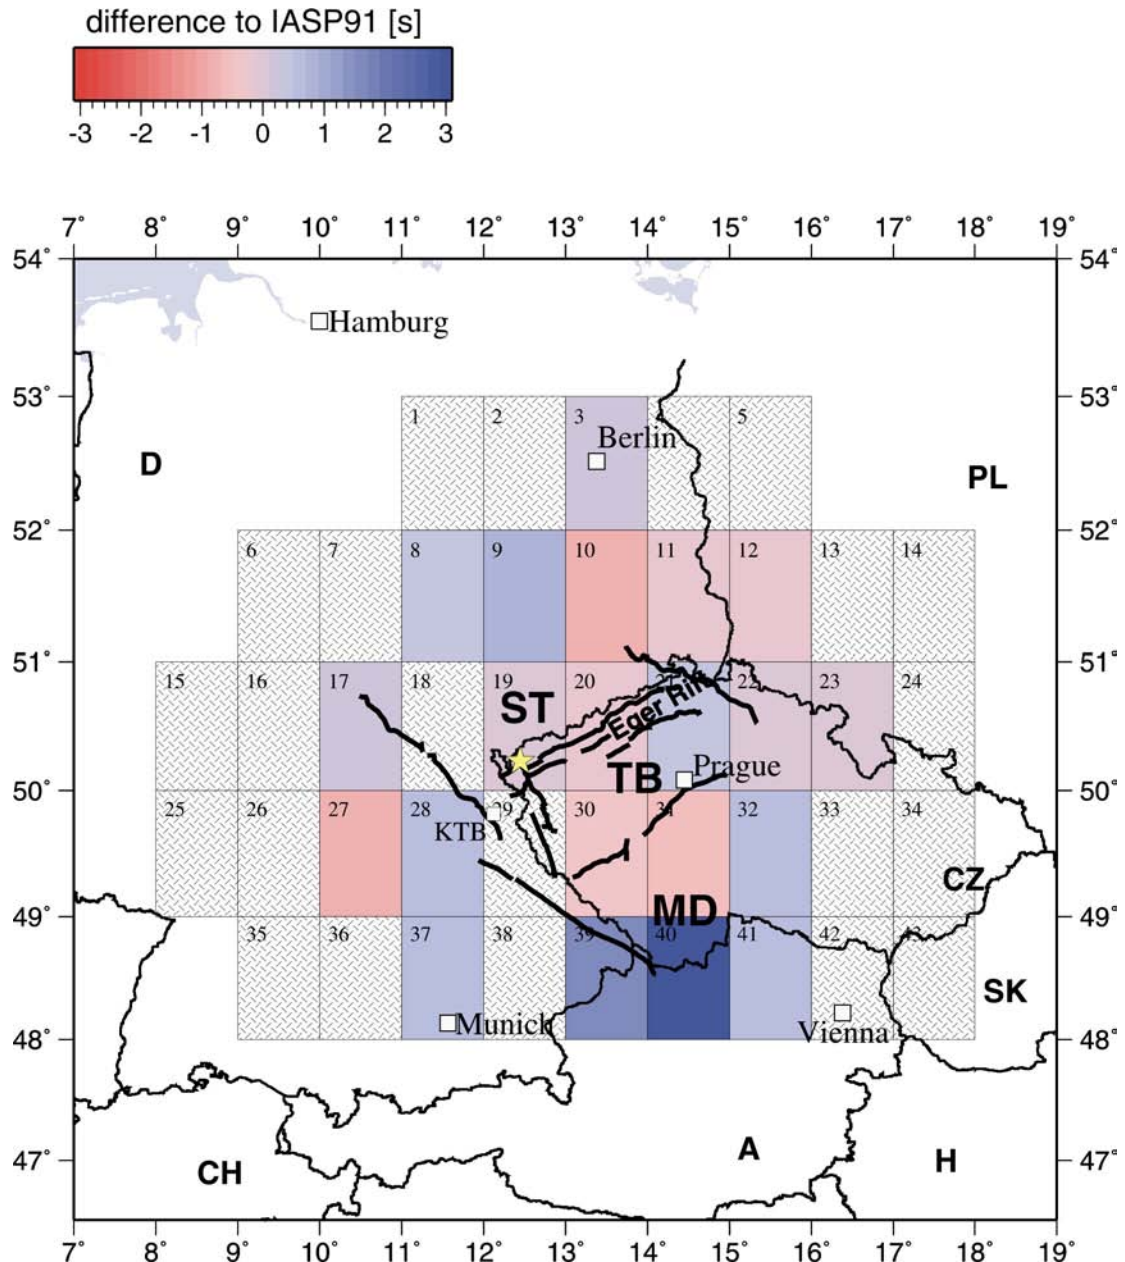 difference to IASP91 [s]
-3 -2 -1 0 1 2 3
7° 8° 9° 10° 11° 12° 13° 14° 15° 16° 17° 18° 19°
54° 54°
Hamburg
53° 53°
1 2 3 5
Berlin
D PL
52° 52°
6 7 8 9 10 11 12 13 14
51° 51°
15 16 17 18 19 20 22 23 24
ST Eger Rift
TB Prague
50° 50°
25 26 27 28 29 30 31 32 33 34
KTB
CZ
MD
49° 49°
35 36 37 38 39 40 41 42
SK
Munich Vienna
48° 48°
A
47° CH H 47°
7° 8° 9° 10° 11° 12° 13° 14° 15° 16° 17° 18° 19°